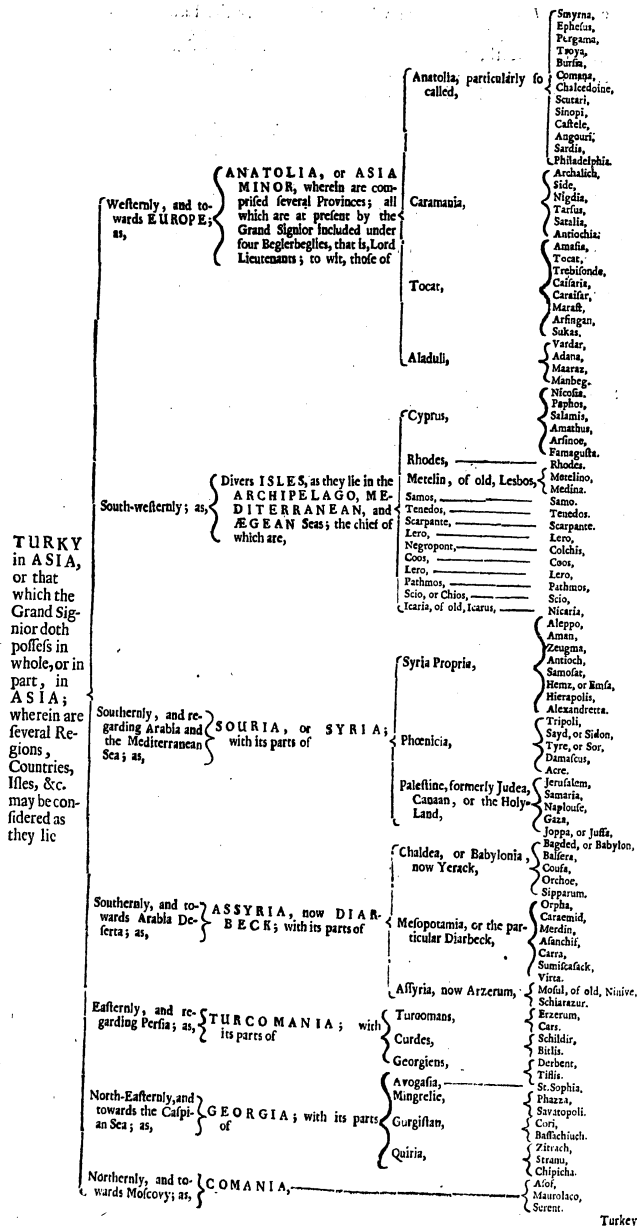 TURKY
in ASIA,
or that
which the
Grand Sig-
nior doth
poſſeſs in
whole, or in
part, in
ASIA;
wherein are
ſeveral Re-
gions,
Countries,
Iſles, &c.
may be con-
ſidered as
they lie
Weſternly, and to-
wards EUROPE;
as,
ANATOLIA, or ASIA
MINOR, wherein are com-
priſed ſeveral Provinces; all
which are at preſent by the
Grand Signior included under
four Beglerbeglies, that is, Lord
Lieutenants; to wit, thoſe of
Anatolia, particularly ſo
called,
Smyrna,
Epheſus,
Pergama,
Troya,
Burſia,
Comana,
Chalcedoine,
Scutari,
Sinopi,
Caſtele,
Angouri,
Sardis,
Philadelphia.
Caramania,
Archalich,
Side,
Nigdia,
Tarſus,
Satalia,
Antiochia;
Tocat,
Amaſia,
Tocat,
Trebiſonde,
Caiſaria,
Caraiſar,
Maraſt,
Arſingan,
Sukas.
Aladuli,
Vardar,
Adana,
Maaraz,
Manbeg.
South-weſternly; as,
Divers ISLES, as they lie in the
ARCHIPELAGO, ME-
DITERRANEAN, and
ÆGEAN Seas; the chief of
which are,
Cyprus,
Nicoſia,
Paphos,
Salamis,
Amathus,
Arſinoe,
Famaguſta.
Rhodes, Rhodes.
Metelin, of old, Lesbos,
Metelino,
Medina.
Samos, Samo.
Tenedos, Tenedos.
Scarpante, Scarpante.
Lero, Lero,
Negropont, Colchis,
Coos, Coos,
Lero, Lero,
Pathmos, Pathmos,
Scio, or Chios, Scio,
Icaria, of old, Icarus, Nicaria,
Southernly, and re-
garding Arabia and
the Mediterranean
Sea; as,
SOURIA, or SYRIA;
with its parts of
Syria Propria,
Aleppo,
Aman,
Zeugma,
Antioch,
Samoſat,
Hemz, or Emſa,
Hierapolis,
Alexandretta.
Phœnicia,
Tripoli,
Sayd, or Sidon,
Tyre, or Sor,
Damaſcus,
Acre.
Paleſtine, formerly Judea,
Canaan, or the Holy-
Land,
Jeruſalem,
Samaria,
Naplouſe,
Gaza,
Joppa, or Juffa,
Southernly, and to-
wards Arabia De-
ſerta; as,
ASSYRIA, now DIAR-
BECK; with its parts of
Chaldea, or Babylonia,
now Yerack,
Bagded, or Babylon,
Balſera,
Coufa,
Orchoe,
Sipparum.
Meſopotamia, or the par-
ticular Diarbeck,
Orpha,
Caraemid,
Merdin,
Aſanchif,
Carra,
Sumiſcaſack,
Virta.
Aſſyria, now Arzerum,
Moſul, of old, Ninive,
Schiarazur.
Eaſternly, and re-
garding Perſia; as,
TURCOMANIA; with
its parts of
Turcomans,
Erzerum,
Cars.
Curdes,
Schildir,
Bitlis.
Georgiens,
Derbent,
Tiflis.
North-Eaſternly, and
towards the Caſpi-
an Sea; as,
GEORGIA; with its parts
of
Avogaſia, St. Sophia.
Mingrelie,
Phazza,
Savatopoli.
Gurgiſtan,
Cori,
Baſſachiuch.
Quiria,
Zitrach,
Stranu,
Chipicha.
Northernly, and to-
wards Moſcovy; as,
COMANIA,
Aſof,
Maurolaco,
Serent.
Turkey